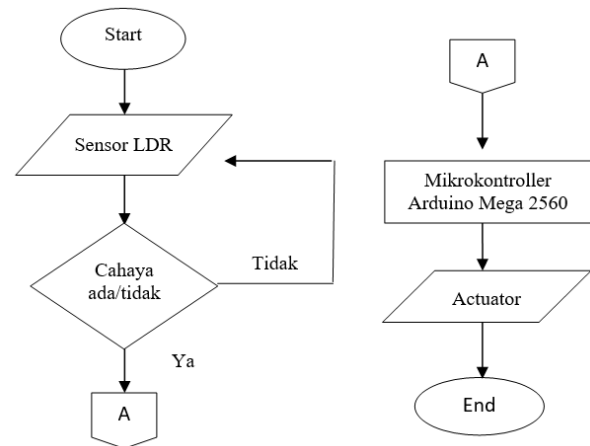 Start
Sensor LDR
Cahaya
ada/tidak
Tidak
Ya
A
A
Mikrokontroller
Arduino Mega 2560
Actuator
End